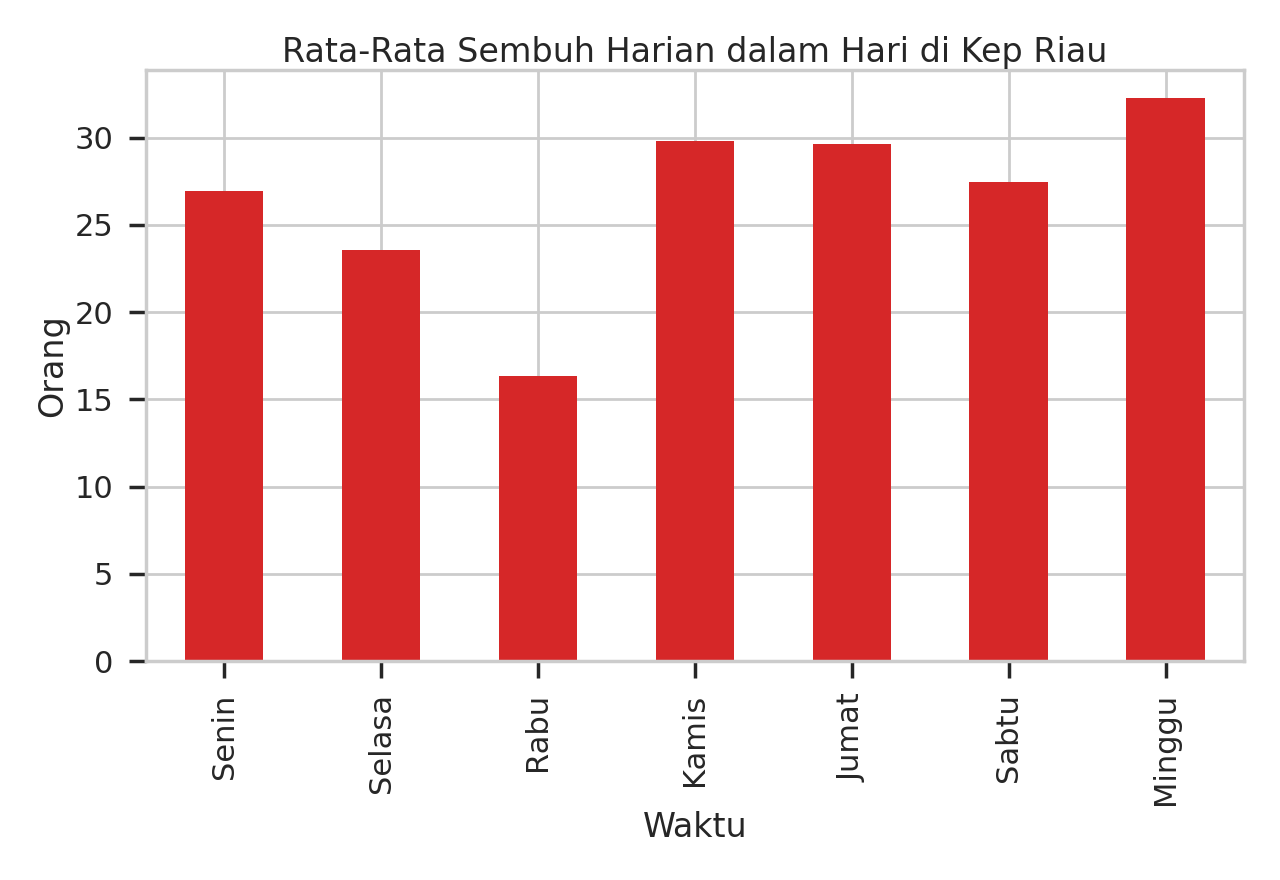 Rata-Rata Sembuh Harian dalam Hari di Kep Riau
Orang
30
25
20
15
10
5
0
Senin
Selasa
Rabu
Kamis
Jumat
Sabtu
Minggu
Waktu